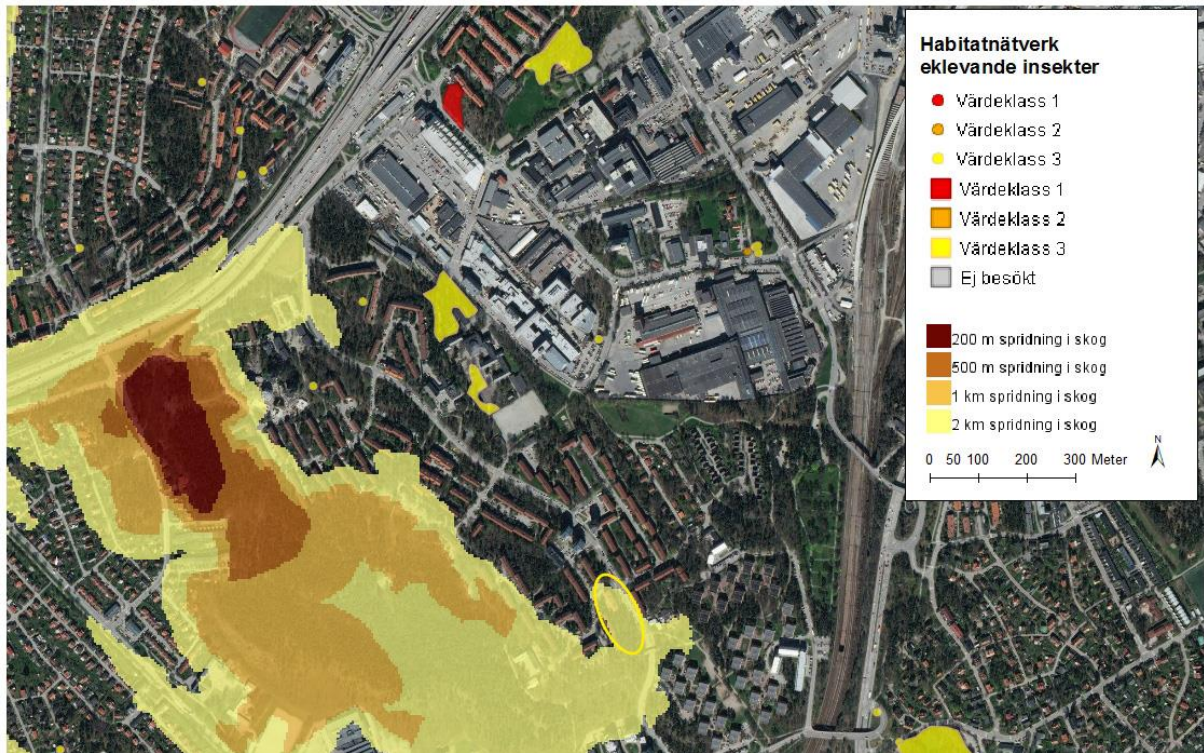 Habitatnätverk
eklevande insekter
Värdeklass 1
Värdeklass 2
Värdeklass 3
Värdeklass 1
Värdeklass 2
Värdeklass 3
Ej besökt
200 m spridning i skog
500 m spridning i skog
1 km spridning i skog
2 km spridning i skog
N
0 50 100 200 300 Meter